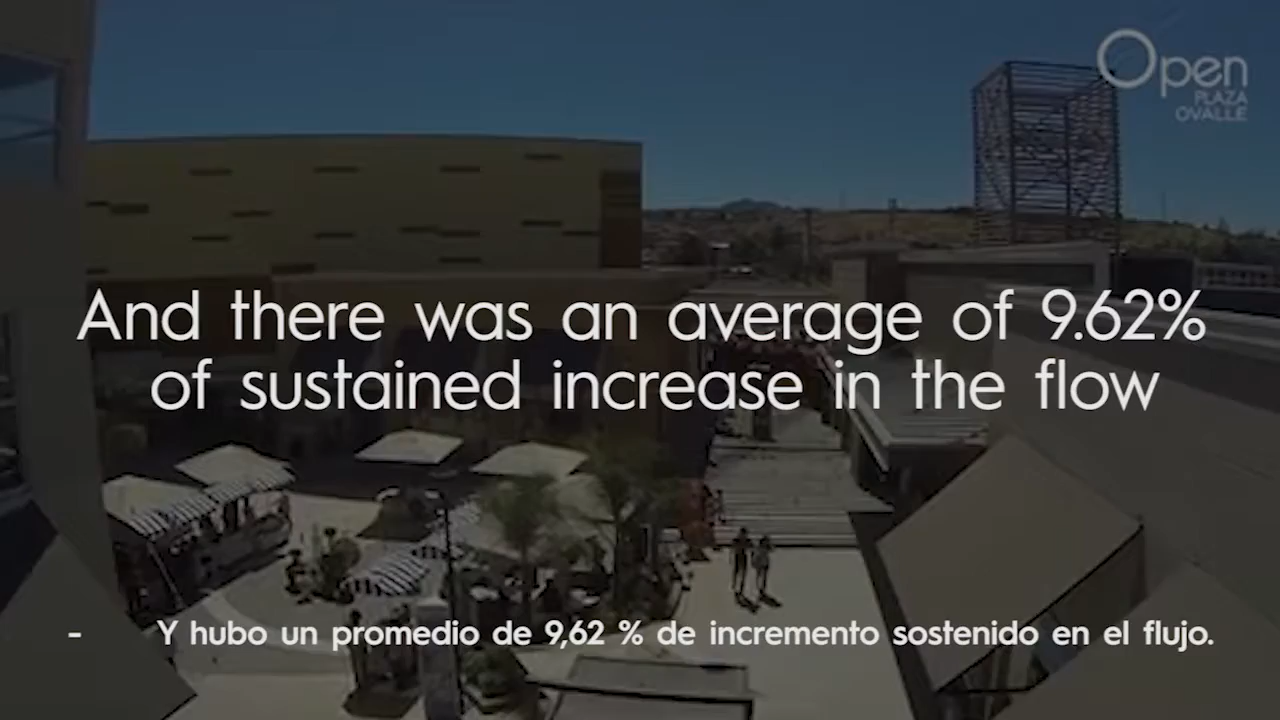 Open
PLAZA
OVALLE
And there was an average of 9.62%
of sustained increase in the flow
- Y hubo un promedio de 9,62 % de incremento sostenido en el flujo.